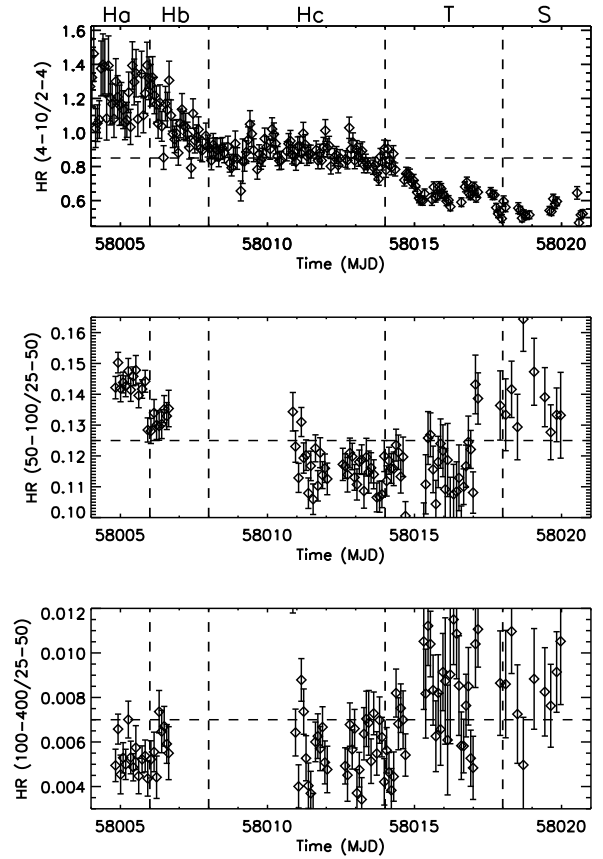 Ha Hb Hc T S
1.6
1.4
1.2
1.0
0.8
0.6
HR (4-10/2-4)
58005 58010 58015 58020
Time (MJD)
0.16
0.15
0.14
0.13
0.12
0.11
0.10
HR (50-100/25-50)
58005 58010 58015 58020
Time (MJD)
0.012
0.010
0.008
0.006
0.004
HR (100-400/25-50)
58005 58010 58015 58020
Time (MJD)